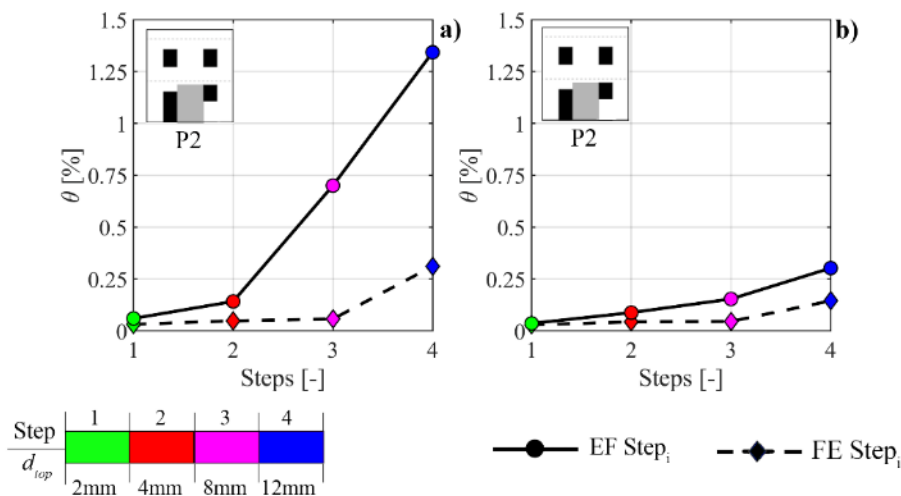 a)
1.5
1.25
1
0.75
0.5
0.25
0
θ [%]
P2
1 2 3 4
Steps [-]
b)
1.5
1.25
1
0.75
0.5
0.25
0
θ [%]
P2
1 2 3 4
Steps [-]
Step 1 2 3 4
d_top 2mm 4mm 8mm 12mm
EF Step_i
FE Step_i